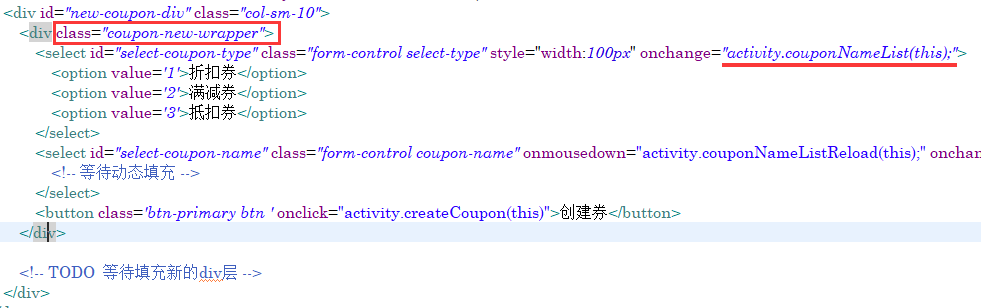 <div id="new-coupon-div" class="col-sm-10">
<div class="coupon-new-wrapper">
<select id="select-coupon-type" class="form-control select-type" style="width:100px" onchange="activity.couponNameList(this);">
<option value='1'>折扣券</option>
<option value='2'>满减券</option>
<option value='3'>抵扣券</option>
</select>
<select id="select-coupon-name" class="form-control coupon-name" onmousedown="activity.couponNameListReload(this);" onchan
<!-- 等待动态填充 -->
</select>
<button class='btn-primary btn ' onclick="activity.createCoupon(this)">创建券</button>
</div>
<!-- TODO 等待填充新的div层 -->
</div>